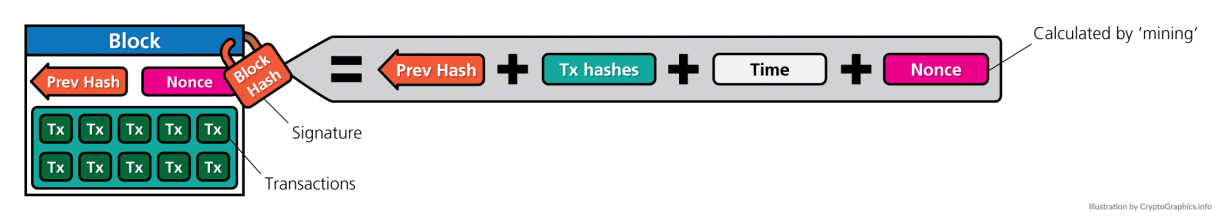 Block
Prev Hash
Nonce
Block
Hash
Prev Hash
Tx hashes
Time
Nonce
Calculated by ‘mining’
Signature
Tx Tx Tx Tx Tx
Tx Tx Tx Tx Tx
Transactions
Illustration by CryptoGraphics.info